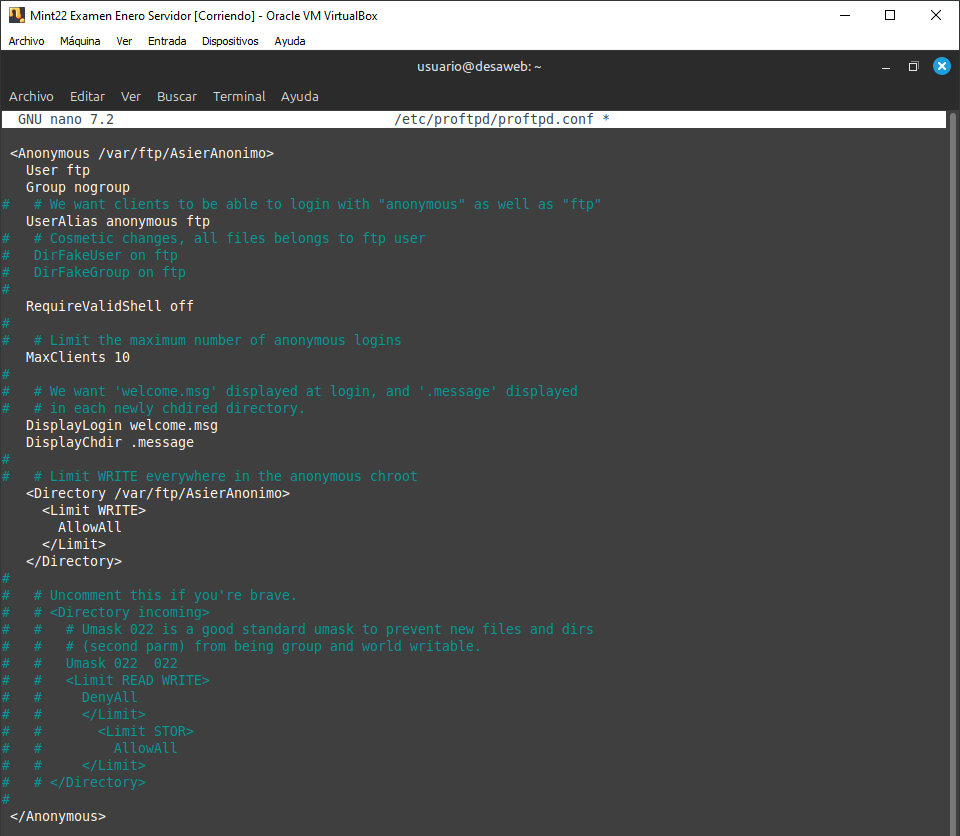 Mint22 Examen Enero Servidor [Corriendo] - Oracle VM VirtualBox
Archivo Máquina Ver Entrada Dispositivos Ayuda
usuario@desaweb: ~
Archivo Editar Ver Buscar Terminal Ayuda
GNU nano 7.2 /etc/proftpd/proftpd.conf *
<Anonymous /var/ftp/AsierAnonimo>
  User ftp
  Group nogroup
#   # We want clients to be able to login with "anonymous" as well as "ftp"
  UserAlias anonymous ftp
#   # Cosmetic changes, all files belongs to ftp user
#   DirFakeUser on ftp
#   DirFakeGroup on ftp
#
  RequireValidShell off
#
#   # Limit the maximum number of anonymous logins
  MaxClients 10
#
#   # We want 'welcome.msg' displayed at login, and '.message' displayed
#   # in each newly chdired directory.
  DisplayLogin welcome.msg
  DisplayChdir .message
#
#   # Limit WRITE everywhere in the anonymous chroot
  <Directory /var/ftp/AsierAnonimo>
    <Limit WRITE>
      AllowAll
    </Limit>
  </Directory>
#
#   # Uncomment this if you're brave.
#   # <Directory incoming>
#   #   # Umask 022 is a good standard umask to prevent new files and dirs
#   #   # (second parm) from being group and world writable.
#   #   Umask 022  022
#   #   <Limit READ WRITE>
#   #     DenyAll
#   #     </Limit>
#   #       <Limit STOR>
#   #         AllowAll
#   #     </Limit>
#   # </Directory>
#
</Anonymous>